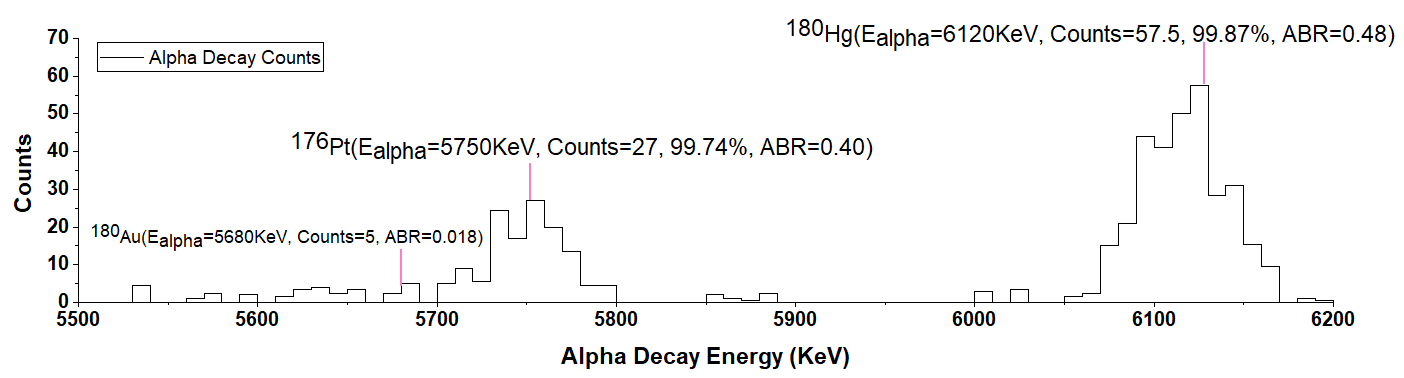 180Hg(Ealpha=6120KeV, Counts=57.5, 99.87%, ABR=0.48)
Alpha Decay Counts
176Pt(Ealpha=5750KeV, Counts=27, 99.74%, ABR=0.40)
180Au(Ealpha=5680KeV, Counts=5, ABR=0.018)
Counts
70
60
50
40
30
20
10
0
5500 5600 5700 5800 5900 6000 6100 6200
Alpha Decay Energy (KeV)